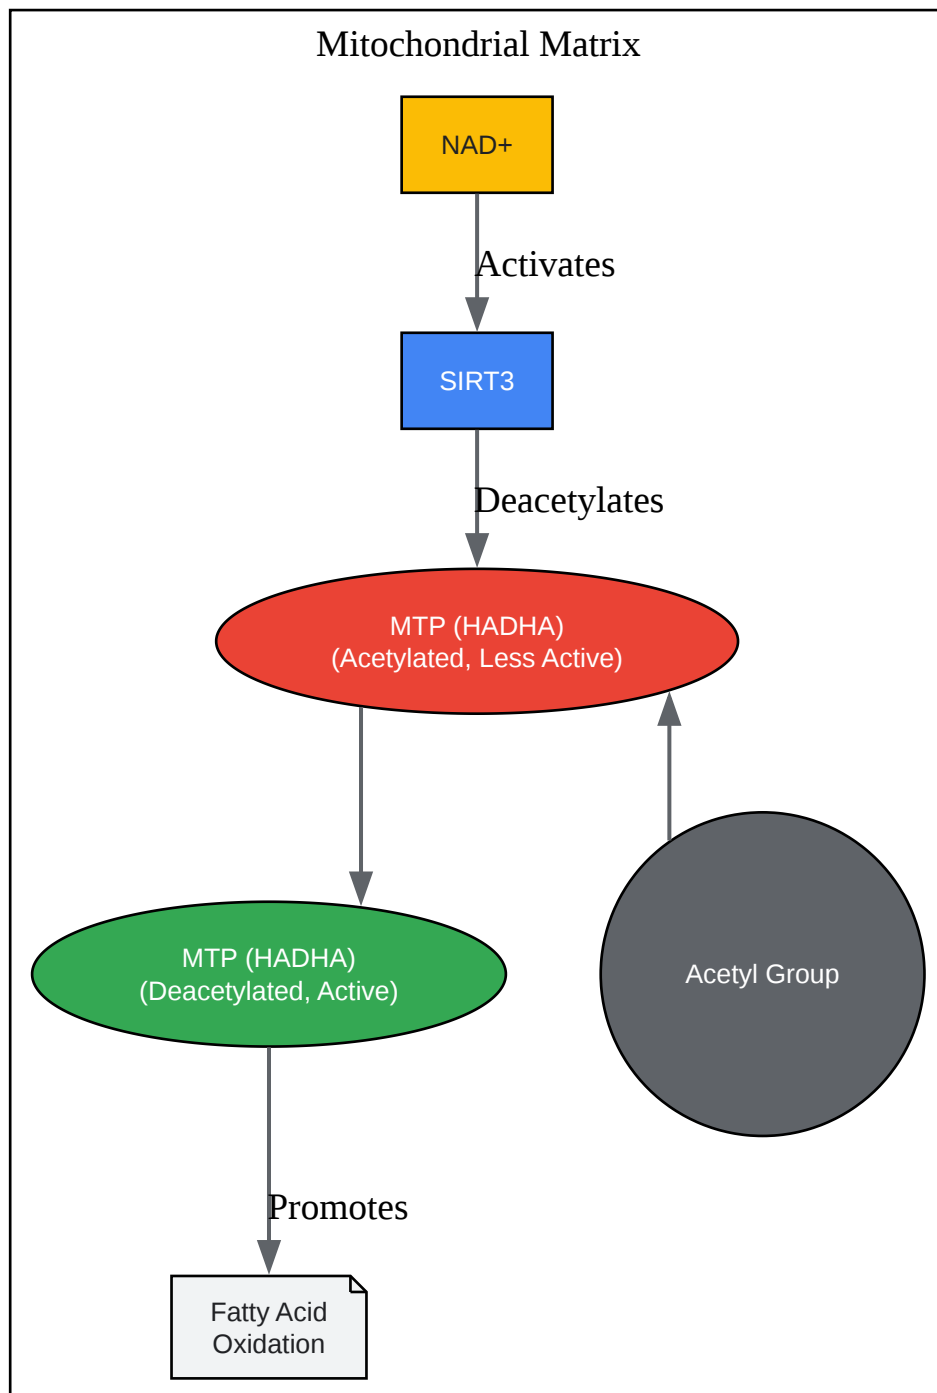 Mitochondrial Matrix
NAD+
Activates
SIRT3
Deacetylates
MTP (HADHA)
(Acetylated, Less Active)
MTP (HADHA)
(Deacetylated, Active)
Acetyl Group
Promotes
Fatty Acid
Oxidation